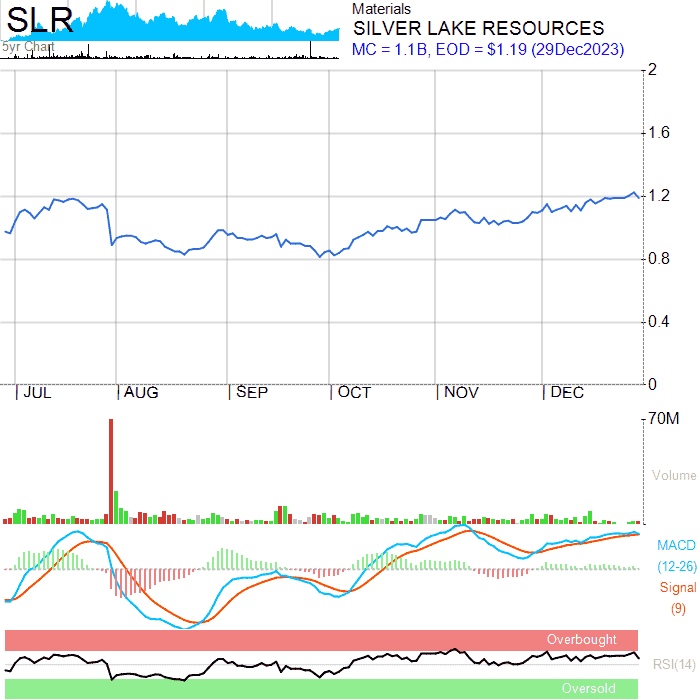 SLR
5yr Chart
Materials
SILVER LAKE RESOURCES
MC = 1.1B, EOD = $1.19 (29Dec2023)
2
1.6
1.2
0.8
0.4
0
JUL AUG SEP OCT NOV DEC
70M
Volume
MACD
(12-26)
Signal
(9)
Overbought
RSI(14)
Oversold